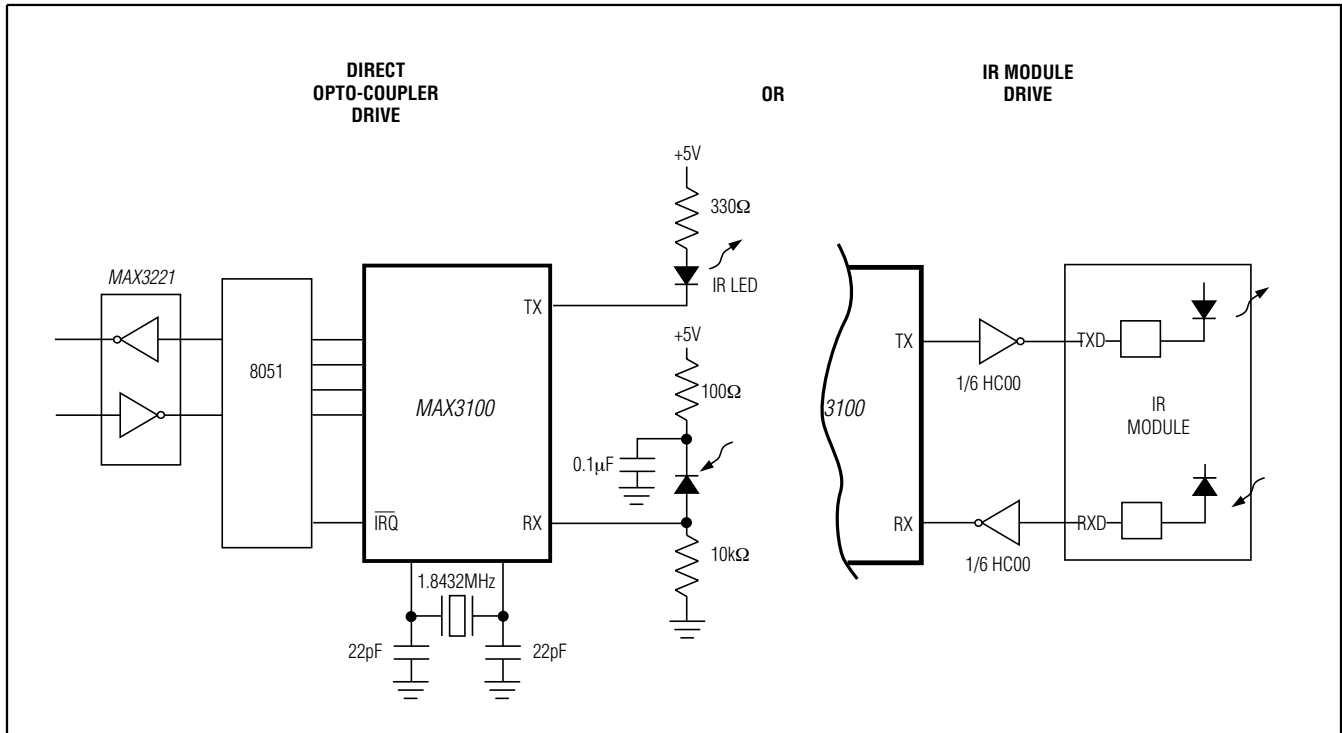 DIRECT
OPTO-COUPLER
DRIVE
OR
IR MODULE
DRIVE
+5V
330Ω
IR LED
MAX3221
8051
MAX3100
TX
IRQ
RX
+5V
100Ω
0.1µF
10kΩ
1.8432MHz
22pF
22pF
3100
TX
RX
1/6 HC00
1/6 HC00
TXD
IR
MODULE
RXD